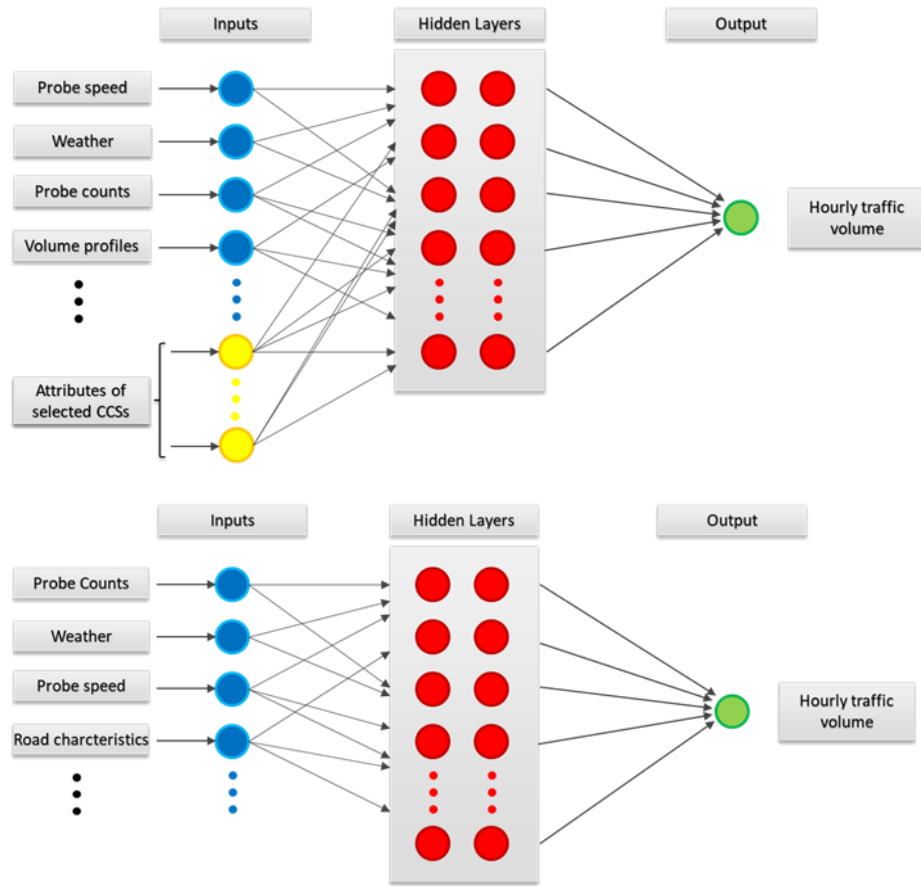 Inputs
Hidden Layers
Output
Probe speed
Weather
Probe counts
Volume profiles
Attributes of
selected CCSs
Hourly traffic
volume
Inputs
Hidden Layers
Output
Probe Counts
Weather
Probe speed
Road charcteristics
Hourly traffic
volume